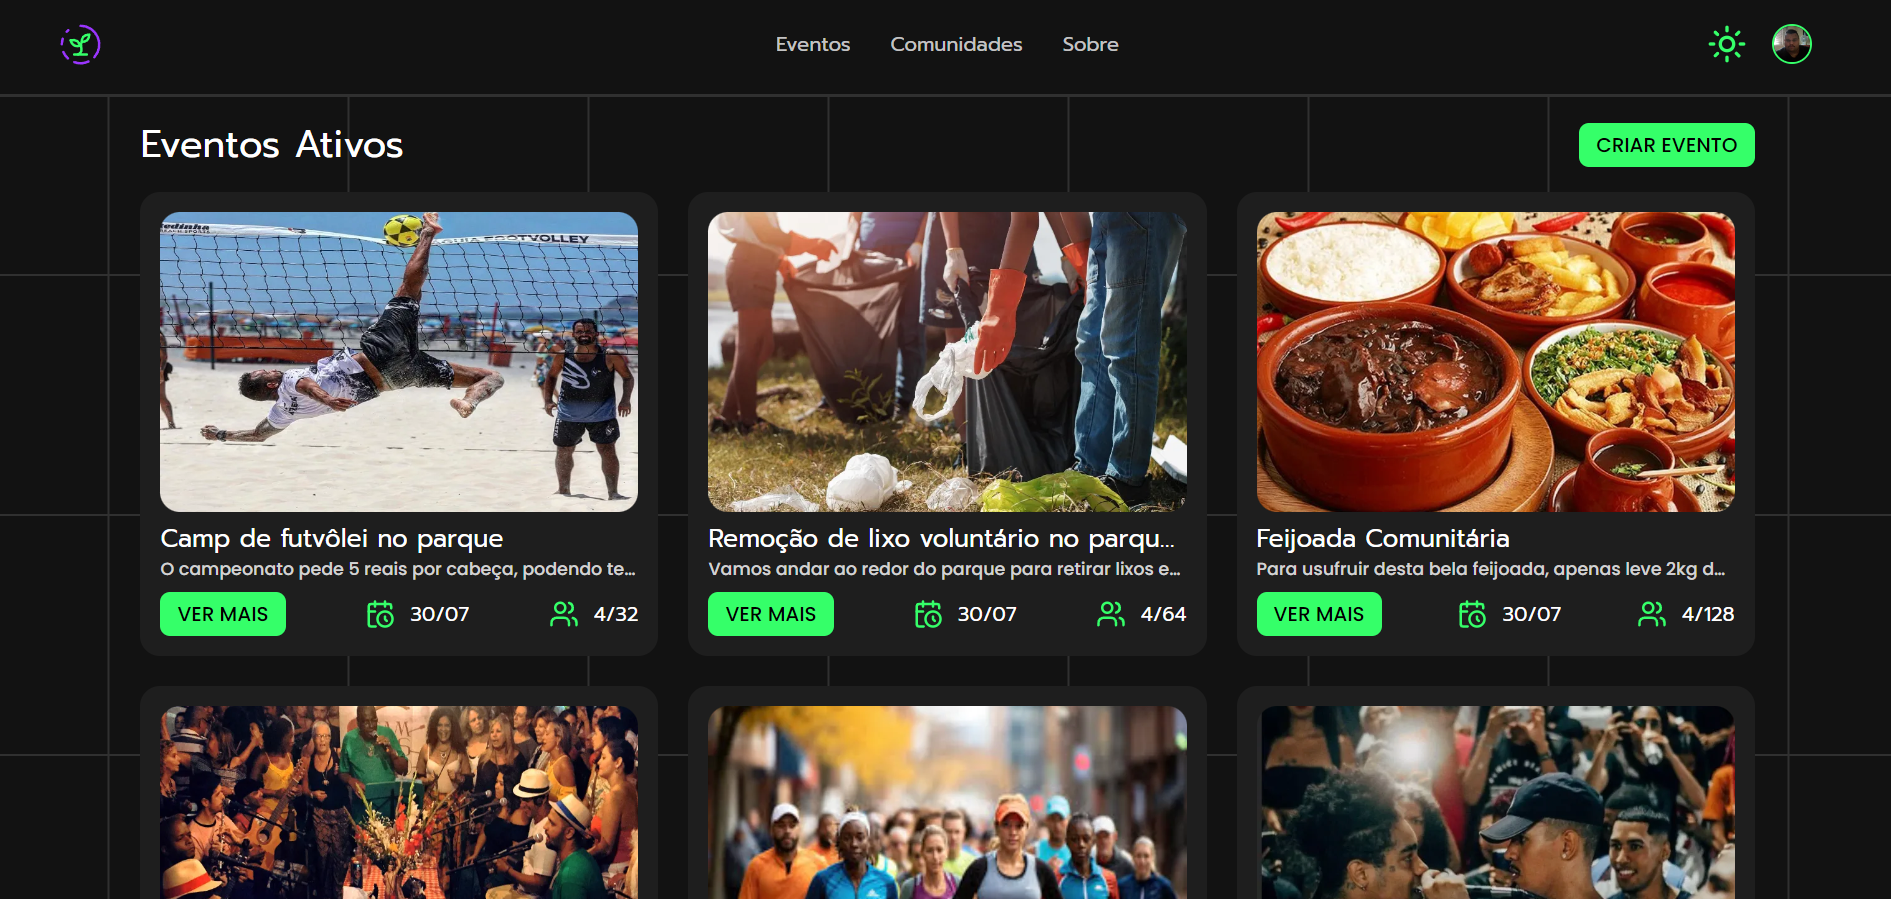 Eventos
Comunidades
Sobre
Eventos Ativos
CRIAR EVENTO
FOOTVOLLEY
Camp de futvôlei no parque
O campeonato pede 5 reais por cabeça, podendo te...
VER MAIS
30/07
4/32
Remoção de lixo voluntário no parqu...
Vamos andar ao redor do parque para retirar lixos e...
VER MAIS
30/07
4/64
Feijoada Comunitária
Para usufruir desta bela feijoada, apenas leve 2kg d...
VER MAIS
30/07
4/128